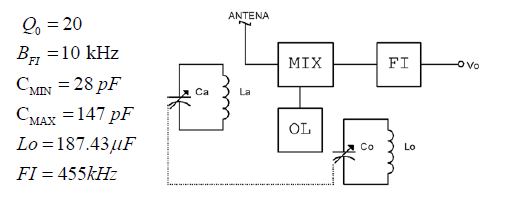 Q₀ = 20
B_FI = 10 kHz
C_MIN = 28 pF
C_MAX = 147 pF
Lo = 187.43μF
FI = 455kHz
ANTENA
MIX
FI
Vo
Ca
La
OL
Co
Lo